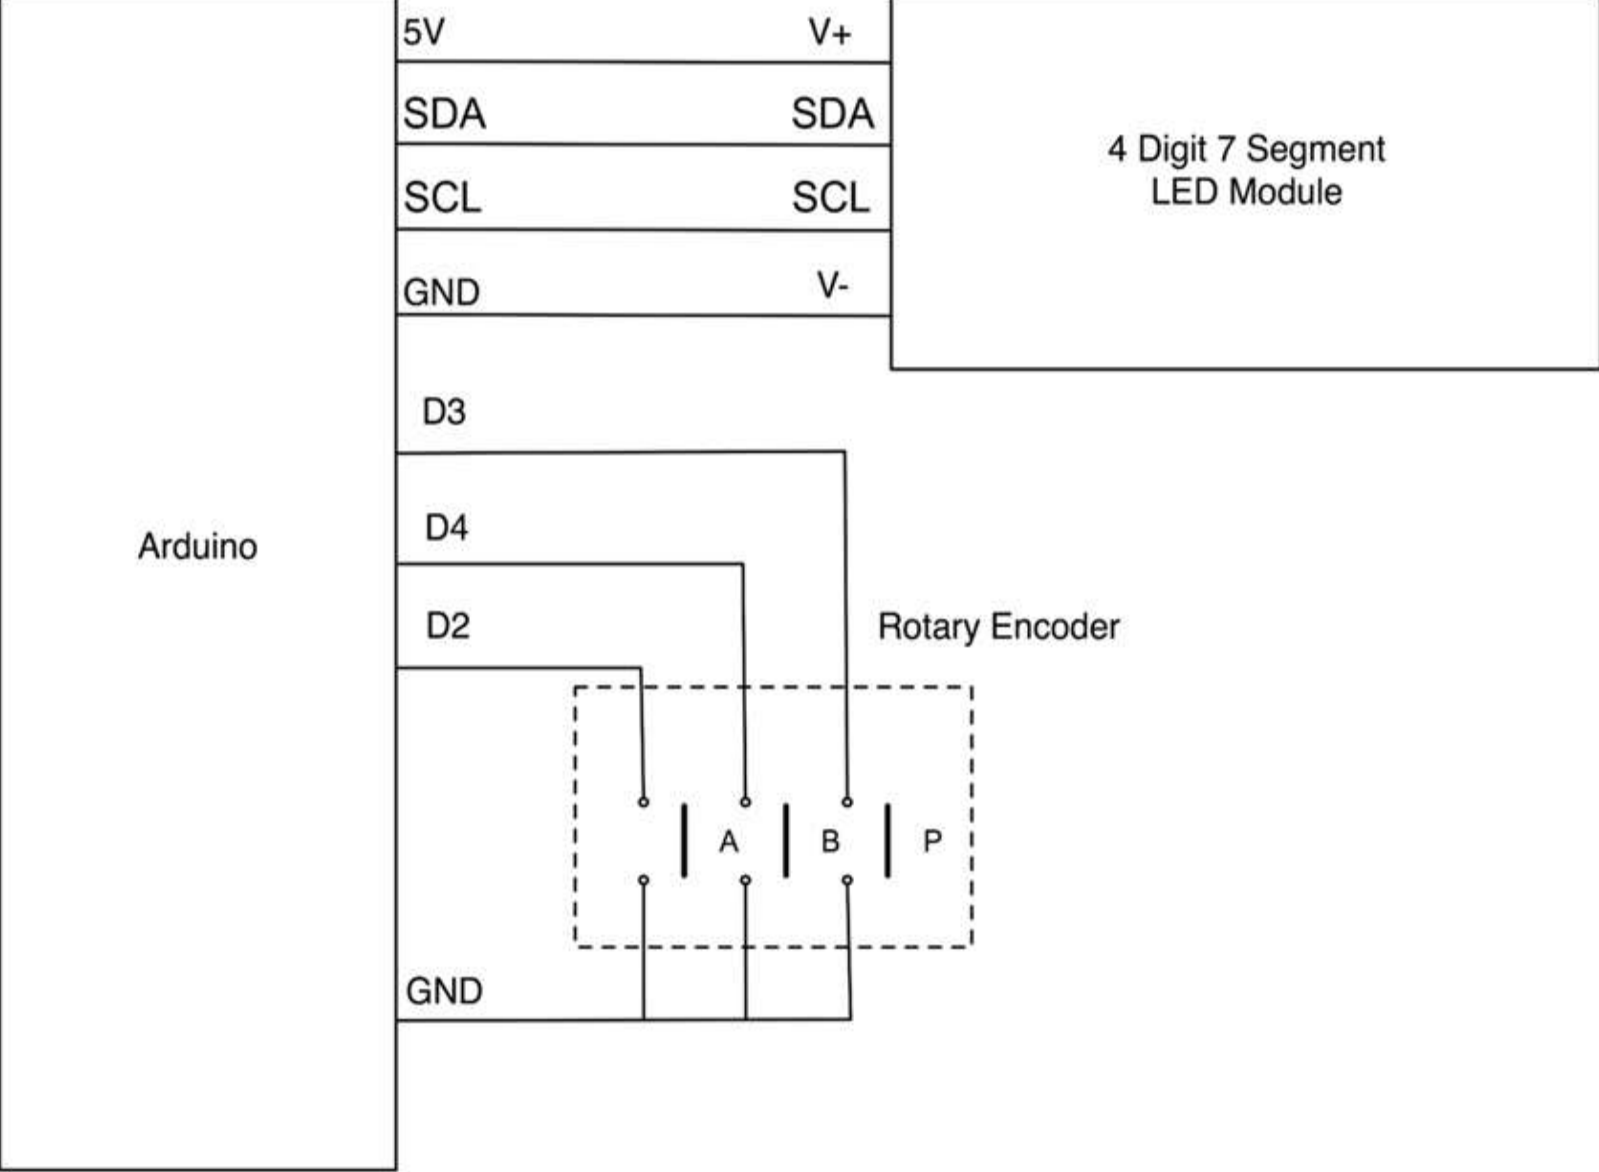 5V
V+
SDA
SDA
SCL
SCL
GND
V-
4 Digit 7 Segment
LED Module
D3
D4
Arduino
D2
Rotary Encoder
A
B
P
GND